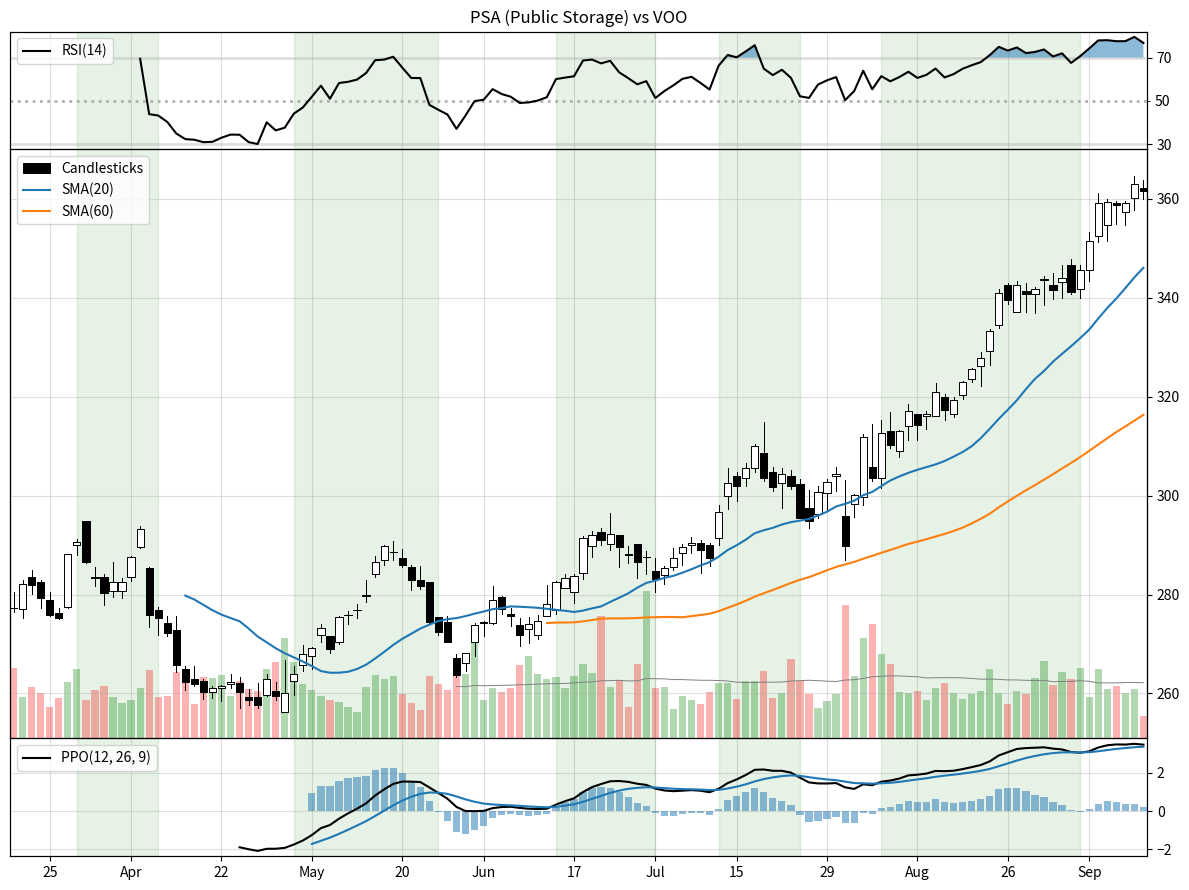 PSA (Public Storage) vs VOO
RSI(14)
70
50
30
Candlesticks
SMA(20)
SMA(60)
360
340
320
300
280
260
PPO(12, 26, 9)
2
0
−2
25 Apr 22 May 20 Jun 17 Jul 15 29 Aug 26 Sep